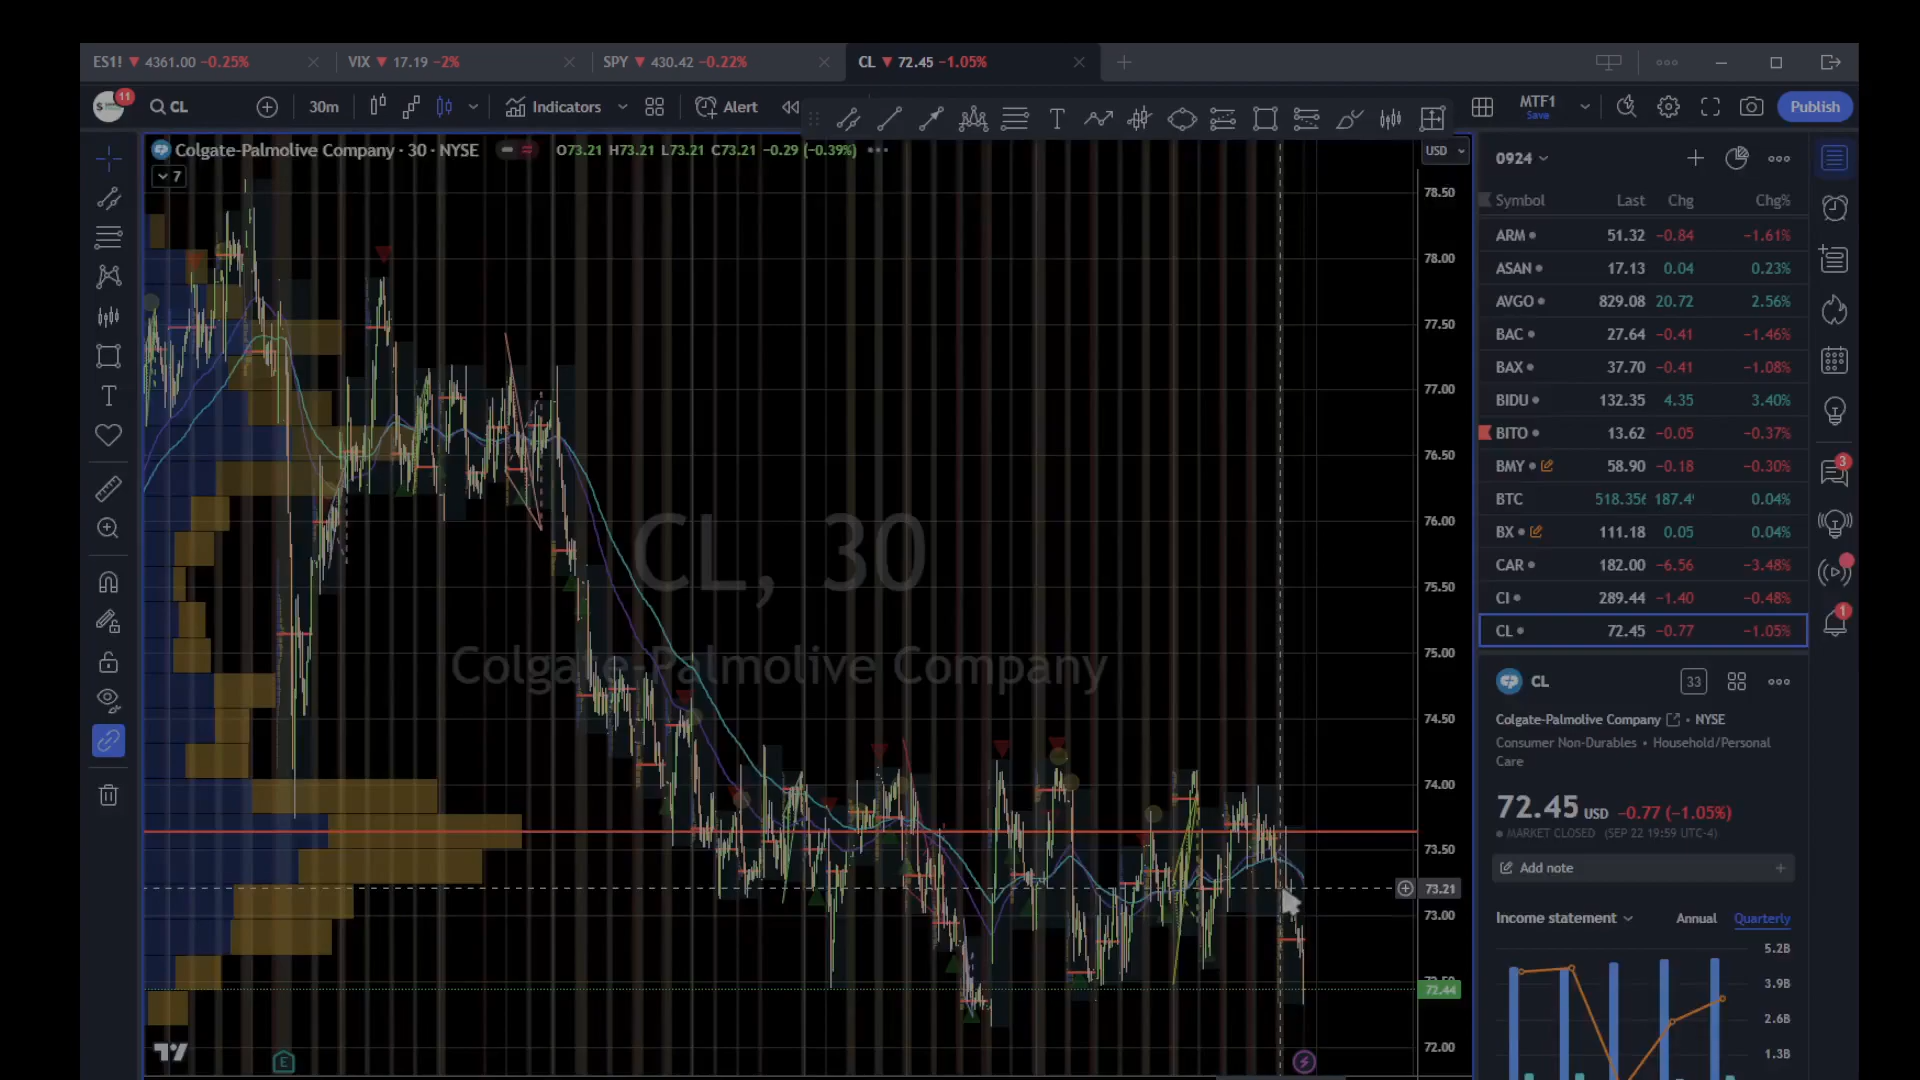 ES1! ▼ 4361.00 −0.25%
VIX ▼ 17.19 −2%
SPY ▼ 430.42 −0.22%
CL ▼ 72.45 −1.05%
11
CL
30m
Indicators
Alert
MTF1
Save
Publish
Colgate-Palmolive Company · 30 · NYSE
O73.21 H73.21 L73.21 C73.21 −0.29 (−0.39%)
7
USD
78.50
78.00
77.50
77.00
76.50
76.00
75.50
75.00
74.50
74.00
73.50
73.21
73.00
72.44
72.00
CL, 30
Colgate-Palmolive Company
E
0924
Symbol Last Chg Chg%
ARM 51.32 −0.84 −1.61%
ASAN 17.13 0.04 0.23%
AVGO 829.08 20.72 2.56%
BAC 27.64 −0.41 −1.46%
BAX 37.70 −0.41 −1.08%
BIDU 132.35 4.35 3.40%
BITO 13.62 −0.05 −0.37%
BMY 58.90 −0.18 −0.30%
BTC 518.356 187.4 0.04%
BX 111.18 0.05 0.04%
CAR 182.00 −6.56 −3.48%
CI 289.44 −1.40 −0.48%
CL 72.45 −0.77 −1.05%
3
1
CL
33
Colgate-Palmolive Company • NYSE
Consumer Non-Durables • Household/Personal
Care
72.45 USD −0.77 (−1.05%)
MARKET CLOSED (SEP 22 19:59 UTC-4)
Add note
Income statement Annual Quarterly
5.2B
3.9B
2.6B
1.3B